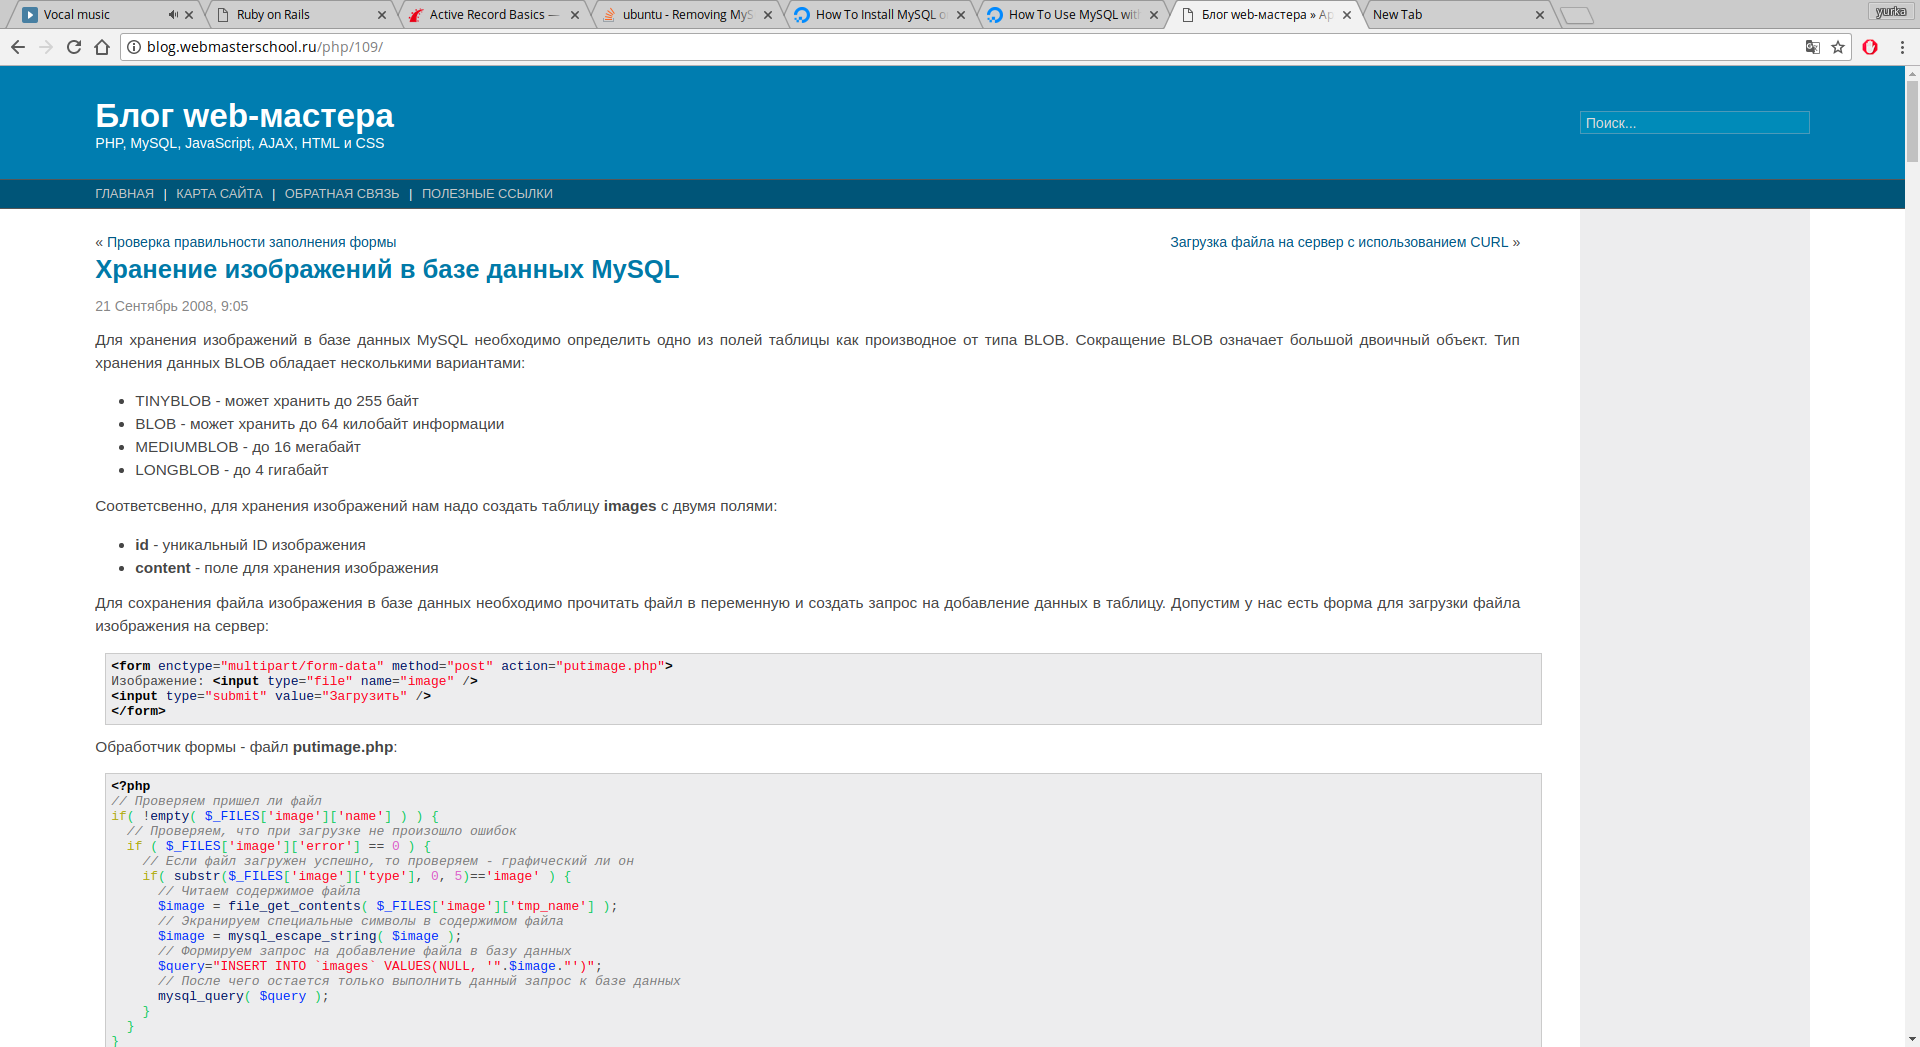 Vocal music
Ruby on Rails
Active Record Basics —
ubuntu - Removing MyS
How To Install MySQL o
How To Use MySQL wit
Блог web-мастера » Ap
New Tab
yurka
blog.webmasterschool.ru/php/109/
Блог web-мастера
PHP, MySQL, JavaScript, AJAX, HTML и CSS
Поиск...
ГЛАВНАЯ | КАРТА САЙТА | ОБРАТНАЯ СВЯЗЬ | ПОЛЕЗНЫЕ ССЫЛКИ
« Проверка правильности заполнения формы
Загрузка файла на сервер с использованием CURL »
Хранение изображений в базе данных MySQL
21 Сентябрь 2008, 9:05
Для хранения изображений в базе данных MySQL необходимо определить одно из полей таблицы как производное от типа BLOB. Сокращение BLOB означает большой двоичный объект. Тип
хранения данных BLOB обладает несколькими вариантами:
• TINYBLOB - может хранить до 255 байт
• BLOB - может хранить до 64 килобайт информации
• MEDIUMBLOB - до 16 мегабайт
• LONGBLOB - до 4 гигабайт
Соответсвенно, для хранения изображений нам надо создать таблицу images с двумя полями:
• id - уникальный ID изображения
• content - поле для хранения изображения
Для сохранения файла изображения в базе данных необходимо прочитать файл в переменную и создать запрос на добавление данных в таблицу. Допустим у нас есть форма для загрузки файла
изображения на сервер:
<form enctype="multipart/form-data" method="post" action="putimage.php">
Изображение: <input type="file" name="image" />
<input type="submit" value="Загрузить" />
</form>
Обработчик формы - файл putimage.php:
<?php
// Проверяем пришел ли файл
if( !empty( $_FILES['image']['name'] ) ) {
  // Проверяем, что при загрузке не произошло ошибок
  if ( $_FILES['image']['error'] == 0 ) {
    // Если файл загружен успешно, то проверяем - графический ли он
    if( substr($_FILES['image']['type'], 0, 5)=='image' ) {
      // Читаем содержимое файла
      $image = file_get_contents( $_FILES['image']['tmp_name'] );
      // Экранируем специальные символы в содержимом файла
      $image = mysql_escape_string( $image );
      // Формируем запрос на добавление файла в базу данных
      $query="INSERT INTO `images` VALUES(NULL, '".$image."')";
      // После чего остается только выполнить данный запрос к базе данных
      mysql_query( $query );
    }
  }
}